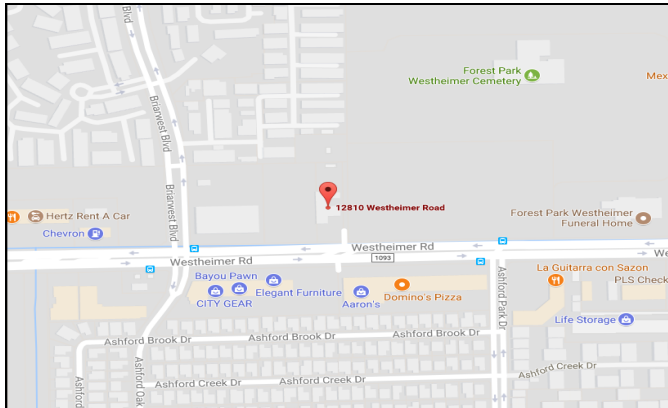 Blvd
Blvd
Forest Park
Westheimer Cemetery
Mex
Briarwest Blvd
Briarwest Blvd
12810 Westheimer Road
Hertz Rent A Car
Forest Park Westheimer
Funeral Home
Chevron
Westheimer Rd
1093
Westheimer Rd
We
Bayou Pawn
CITY GEAR
Elegant Furniture
Aaron's
Domino's Pizza
La Guitarra con Sazon
PLS Check
Ashford Park Dr
Life Storage
Ashford Brook Dr
Ashford Brook Dr
Ashford Creek Dr
Ashford Creek Dr
Ashford Creek Dr
Ashford
Ashford Oak